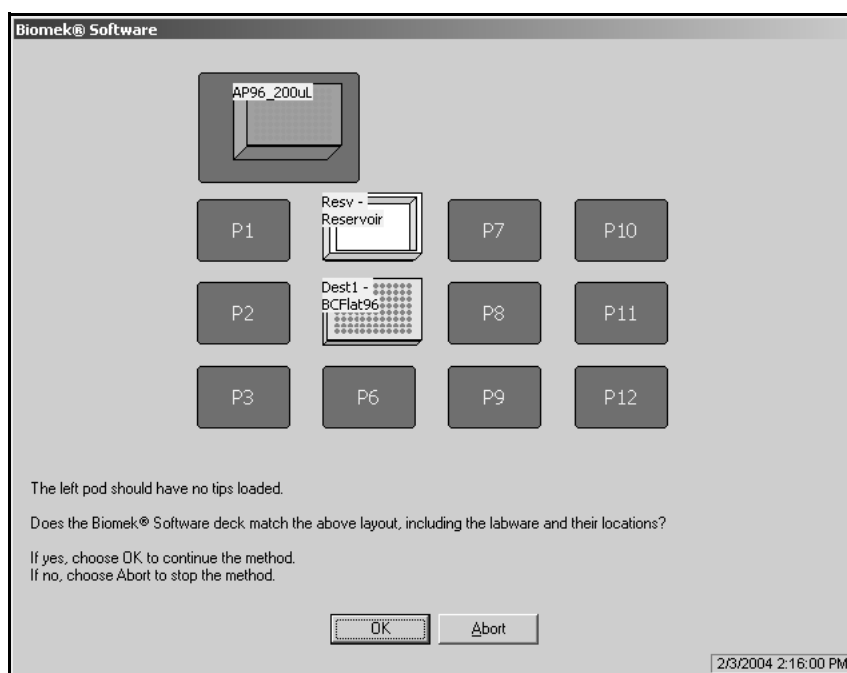 Biomek® Software
AP96_200uL
P1
Resv -
Reservoir
P7
P10
P2
Dest1 -
BCFlat96
P8
P11
P3
P6
P9
P12
The left pod should have no tips loaded.
Does the Biomek® Software deck match the above layout, including the labware and their locations?
If yes, choose OK to continue the method.
If no, choose Abort to stop the method.
OK
Abort
2/3/2004 2:16:00 PM